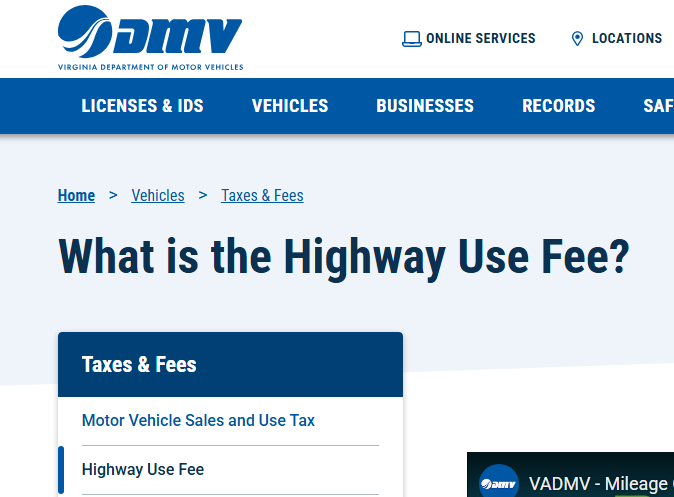 DMV
VIRGINIA DEPARTMENT OF MOTOR VEHICLES
ONLINE SERVICES
LOCATIONS
LICENSES & IDS
VEHICLES
BUSINESSES
RECORDS
SAF
Home > Vehicles > Taxes & Fees
What is the Highway Use Fee?
Taxes & Fees
Motor Vehicle Sales and Use Tax
Highway Use Fee
DMV
VADMV - Mileage